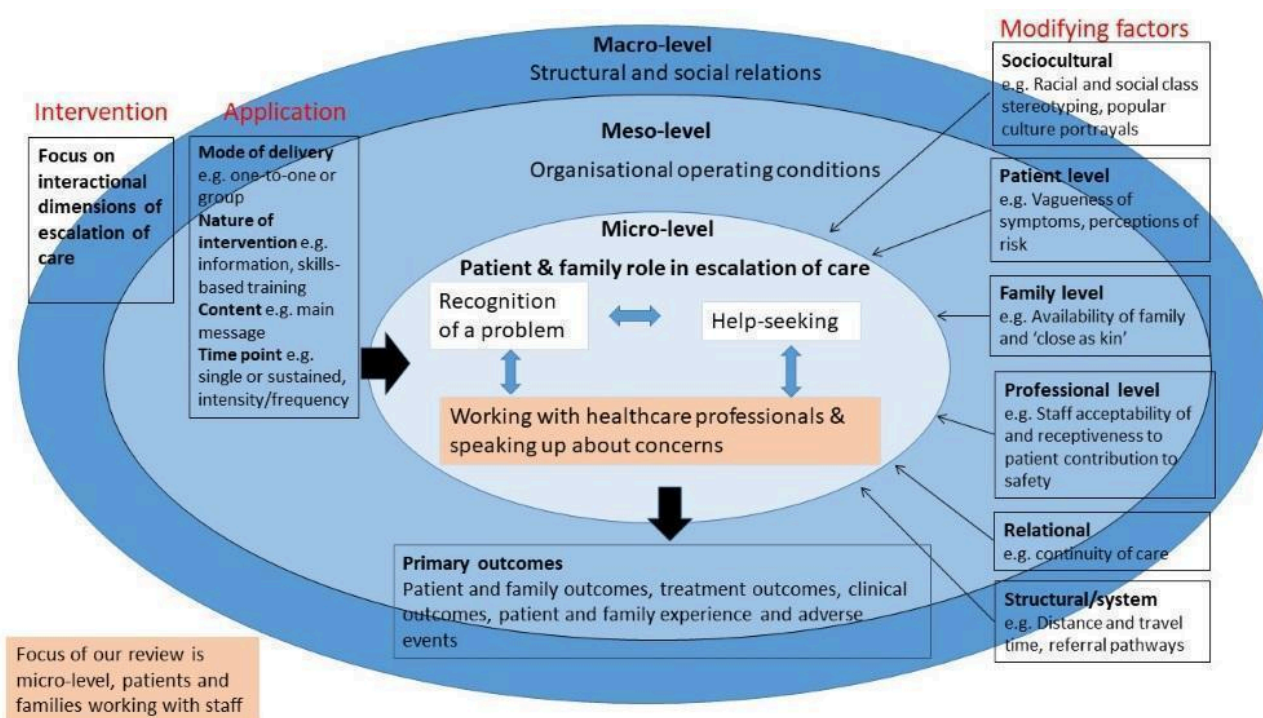 Intervention
Focus on
interactional
dimensions of
escalation of
care
Application
Mode of delivery
e.g. one-to-one or
group
Nature of
intervention e.g.
information, skills-
based training
Content e.g. main
message
Time point e.g.
single or sustained,
intensity/frequency
Macro-level
Structural and social relations
Meso-level
Organisational operating conditions
Micro-level
Patient & family role in escalation of care
Recognition
of a problem
Help-seeking
Working with healthcare professionals &
speaking up about concerns
Primary outcomes
Patient and family outcomes, treatment outcomes, clinical
outcomes, patient and family experience and adverse
events
Modifying factors
Sociocultural
e.g. Racial and social class
stereotyping, popular
culture portrayals
Patient level
e.g. Vagueness of
symptoms, perceptions of
risk
Family level
e.g. Availability of family
and ‘close as kin’
Professional level
e.g. Staff acceptability of
and receptiveness to
patient contribution to
safety
Relational
e.g. continuity of care
Structural/system
e.g. Distance and travel
time, referral pathways
Focus of our review is
micro-level, patients and
families working with staff